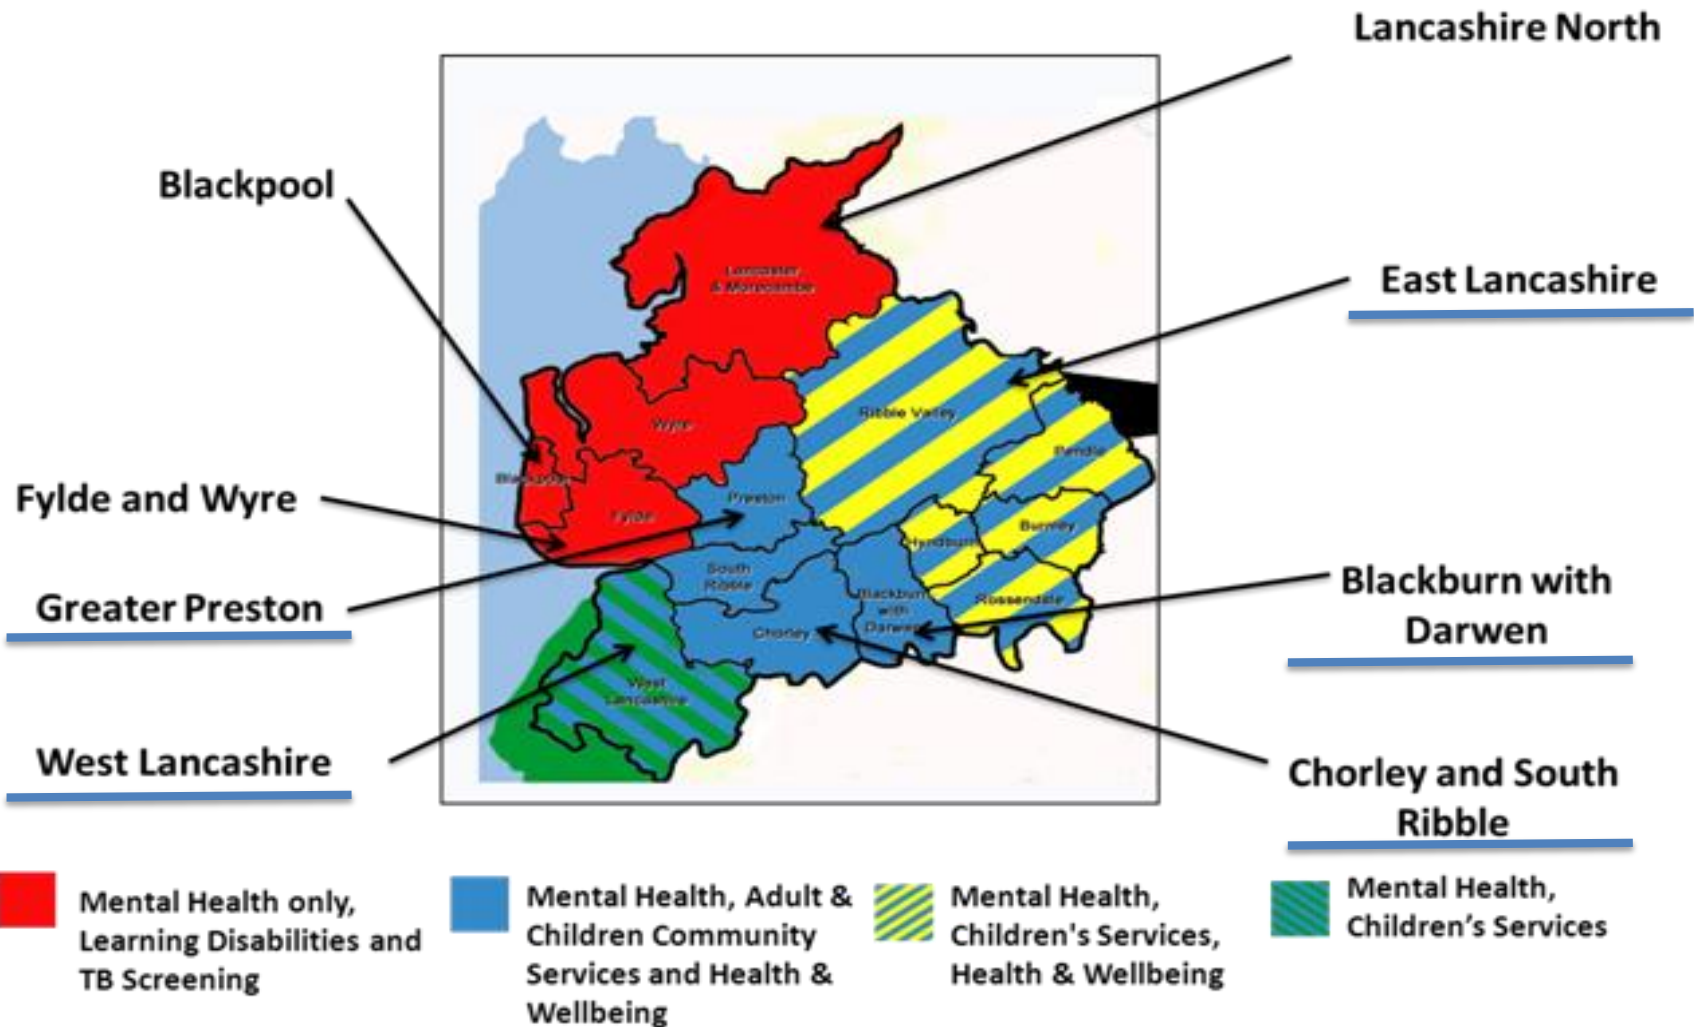 Lancashire North
Blackpool
East Lancashire
Fylde and Wyre
Greater Preston
Blackburn with
Darwen
West Lancashire
Chorley and South
Ribble
Lancaster
& Morecambe
Wyre
Ribble Valley
Pendle
Blackpool
Preston
Fylde
Burnley
Hyndburn
South
Ribble
Blackburn
with
Darwen
Rossendale
Chorley
West
Lancashire
Mental Health only,
Learning Disabilities and
TB Screening
Mental Health, Adult &
Children Community
Services and Health &
Wellbeing
Mental Health,
Children's Services,
Health & Wellbeing
Mental Health,
Children’s Services